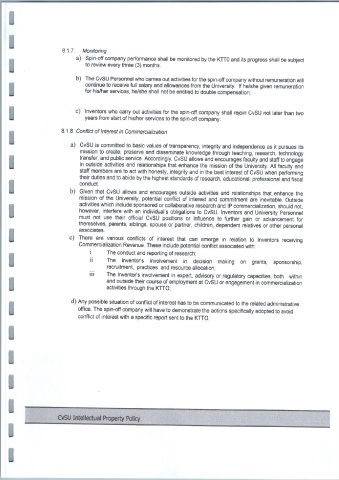 8.1.7. Monitoring
a) Spin-off company performance shall be monitored by the KTTO and its progress shall be subject
to review every three (3) months.
b) The CvSU Personnel who carries out activities for the spin-off company without remuneration will
continue to receive full salary and allowances from the University. If he/she given remuneration
for his/her services, he/she shall not be entitled to double compensation.
c) Inventors who carry out activities for the spin-off company shall rejoin CvSU not later than two
years from start of his/her services to the spin-off company.
8.1.8 Conflict of Interest in Commercialization
a) CvSU is committed to basic values of transparency, integrity and independence as it pursues its
mission to create, preserve and disseminate knowledge through teaching, research, technology
transfer, and public service. Accordingly, CvSU allows and encourages faculty and staff to engage
in outside activities and relationships that enhance the mission of the University. All faculty and
staff members are to act with honesty, integrity and in the best interest of CvSU when performing
their duties and to abide by the highest standards of research, educational, professional and fiscal
conduct.
b) Given that CvSU allows and encourages outside activities and relationships that enhance the
mission of the University, potential conflict of interest and commitment are inevitable. Outside
activities which include sponsored or collaborative research and IP commercialization, should not,
however, interfere with an individual's obligations to CvSU. Inventors and University Personnel
must not use their official CvSU positions or influence to further gain or advancement for
themselves, parents, siblings, spouse or partner, children, dependent relatives or other personal
associates.
c) There are various conflicts of interest that can emerge in relation to Inventors receiving
Commercialization Revenue. These include potential conflict associated with:
i The conduct and reporting of research;
ii The Inventor's involvement in decision making on grants, sponsorship,
recruitment, practices and resource allocation;
iii The Inventor's involvement in expert, advisory or regulatory capacities, both within
and outside their course of employment at CvSU or engagement in commercialization
activities through the KTTO;
d) Any possible situation of conflict of interest has to be communicated to the related administrative
office. The spin-off company will have to demonstrate the actions specifically adopted to avoid
conflict of interest with a specific report sent to the KTTO.
CvSU Intellectual Property Policy